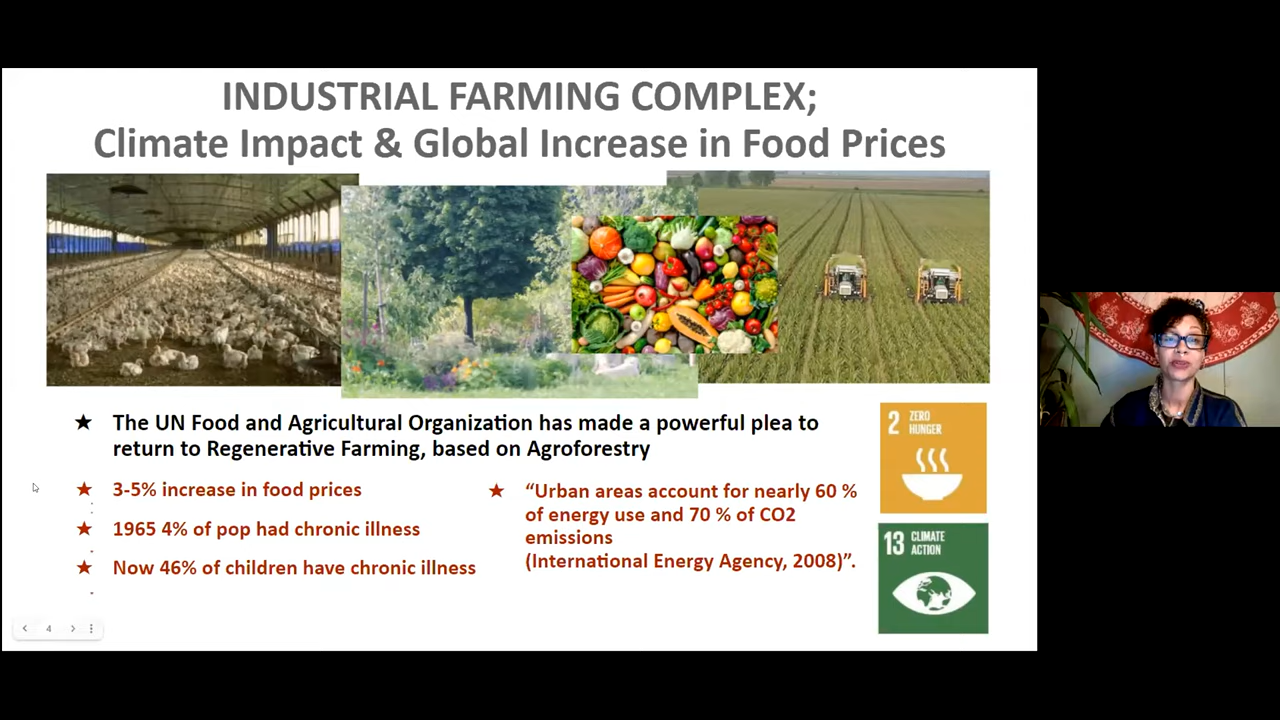 INDUSTRIAL FARMING COMPLEX;
Climate Impact & Global Increase in Food Prices
★ The UN Food and Agricultural Organization has made a powerful plea to
return to Regenerative Farming, based on Agroforestry
★ 3-5% increase in food prices
★ 1965 4% of pop had chronic illness
★ Now 46% of children have chronic illness
★ “Urban areas account for nearly 60 %
of energy use and 70 % of CO2
emissions
(International Energy Agency, 2008)”.
2 ZERO
HUNGER
13 CLIMATE
ACTION
4